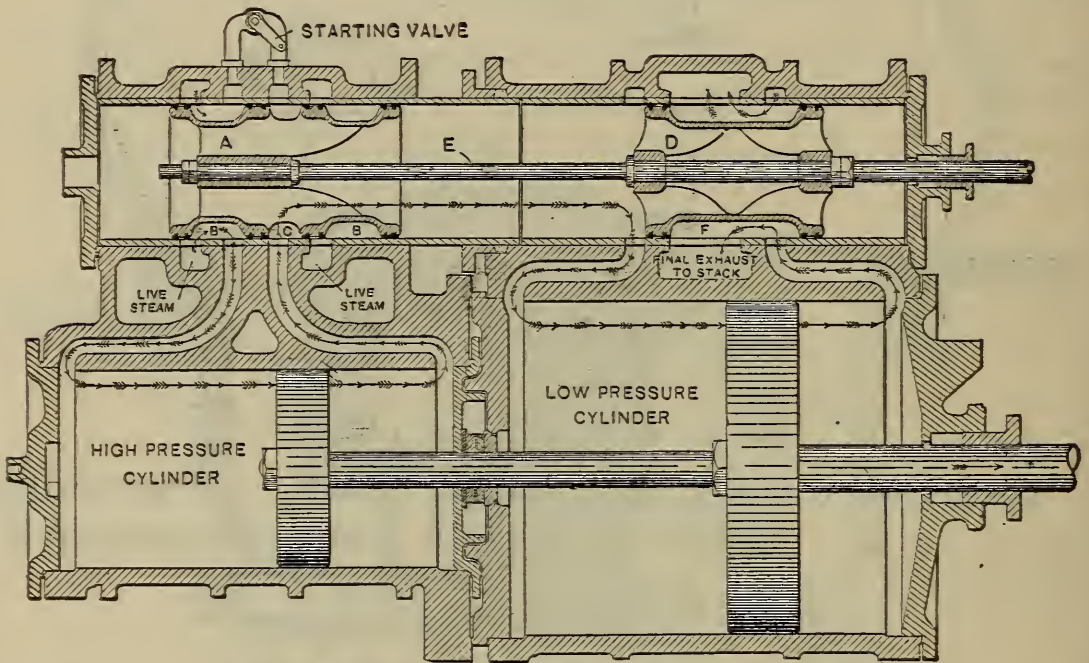 STARTING VALVE
A
E
D
B
C
B
F
FINAL EXHAUST
TO STACK
LIVE
STEAM
LIVE
STEAM
LOW PRESSURE
CYLINDER
HIGH PRESSURE
CYLINDER